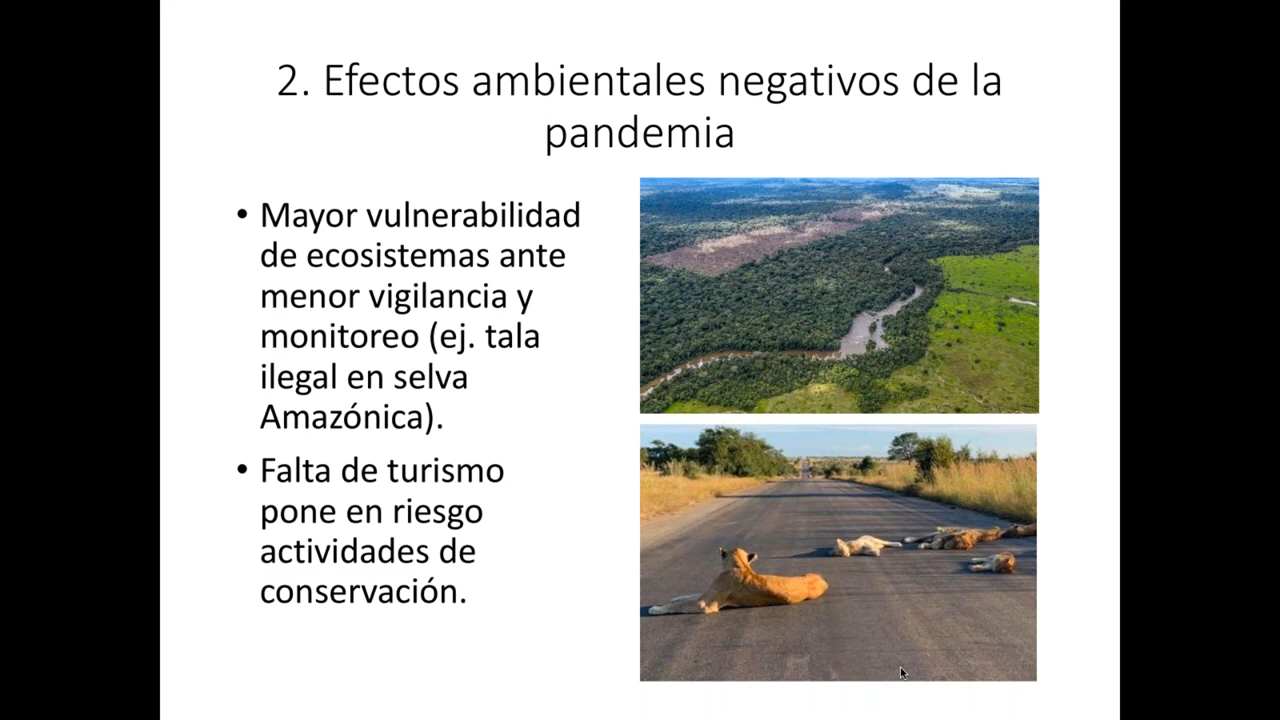 2. Efectos ambientales negativos de la
pandemia
• Mayor vulnerabilidad
de ecosistemas ante
menor vigilancia y
monitoreo (ej. tala
ilegal en selva
Amazónica).
• Falta de turismo
pone en riesgo
actividades de
conservación.